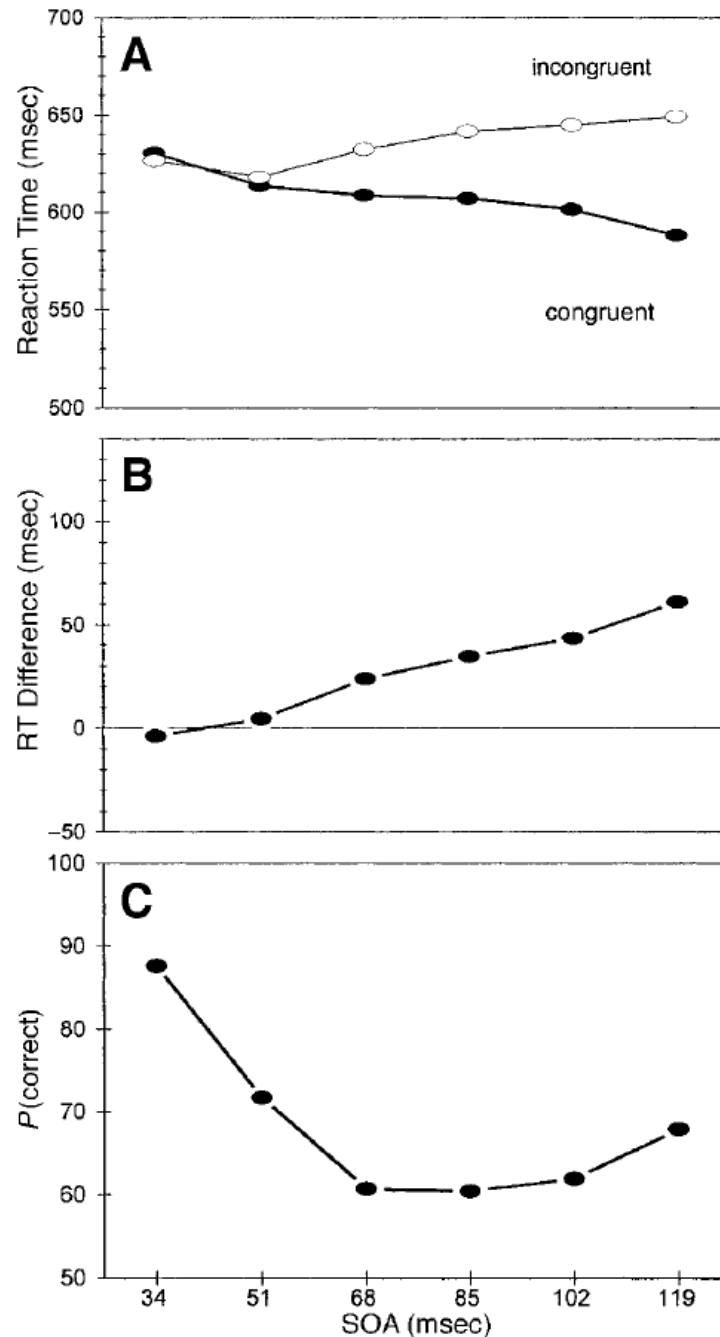 A
incongruent
congruent
Reaction Time (msec)
700
650
600
550
500
B
RT Difference (msec)
100
50
0
–50
C
P(correct)
100
90
80
70
60
50
34 51 68 85 102 119
SOA (msec)